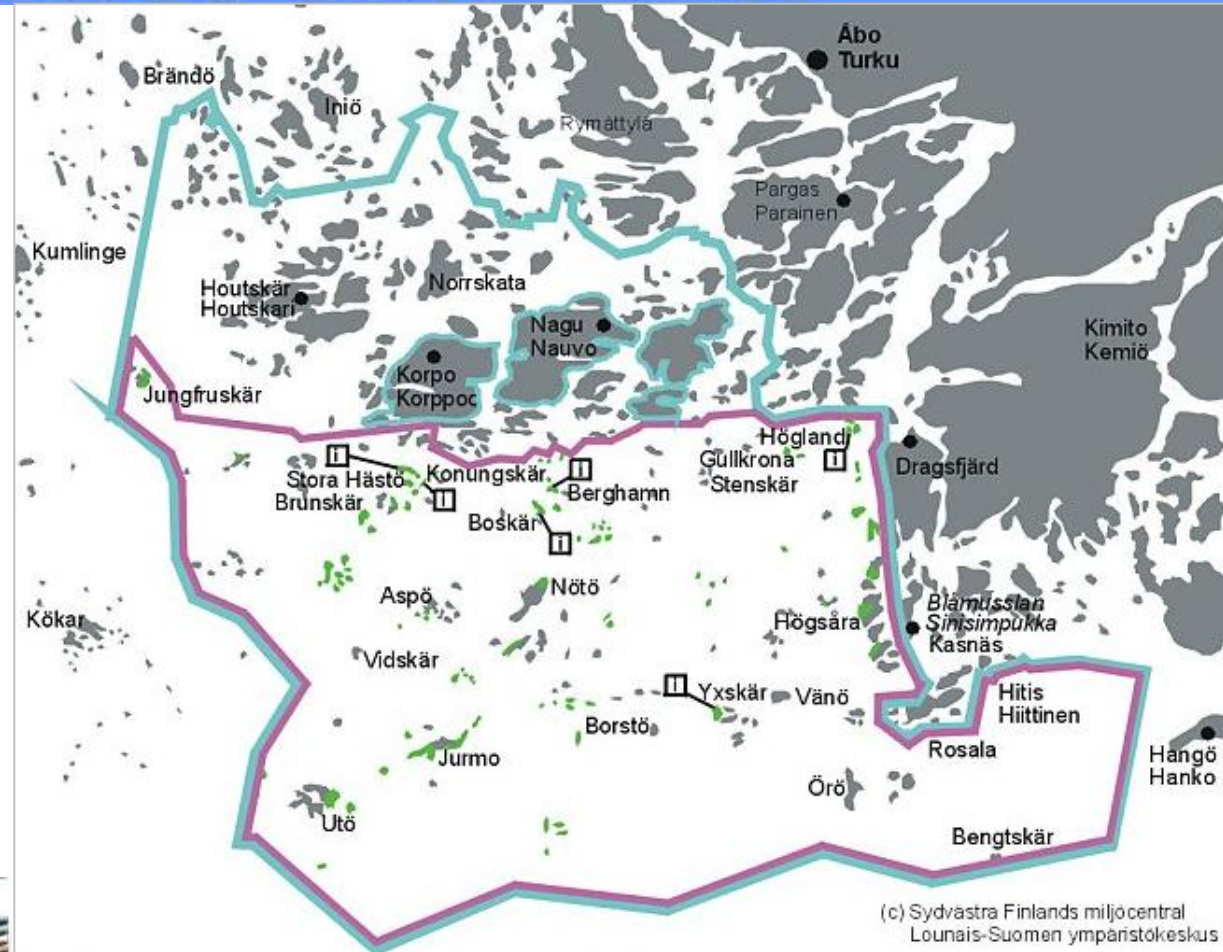 Åbo
Turku
Brändö
Iniö
Rymättylä
Pargas
Parainen
Kumlinge
Houtskär
Houtskari
Norrskata
Nagu
Nauvo
Kimito
Kemiö
Korpo
Korppoc
Jungfruskär
Högland
i
Gullkrona
Stenskär
Dragsfjärd
i
Stora Hästö
Brunskär
Konungskär
i
i
Berghamn
Boskär
i
Aspö
Nötö
Kökar
Högsåra
Blåmusslan
Sinisimpukka
Kasnäs
Vidskär
i
Yxskär
Vänö
Hitis
Hiittinen
Borstö
Rosala
Jurmo
Hangö
Hanko
Örö
Utö
Bengtskär
(c) Sydvästra Finlands miljöcentral
Lounais-Suomen ympäristökeskus